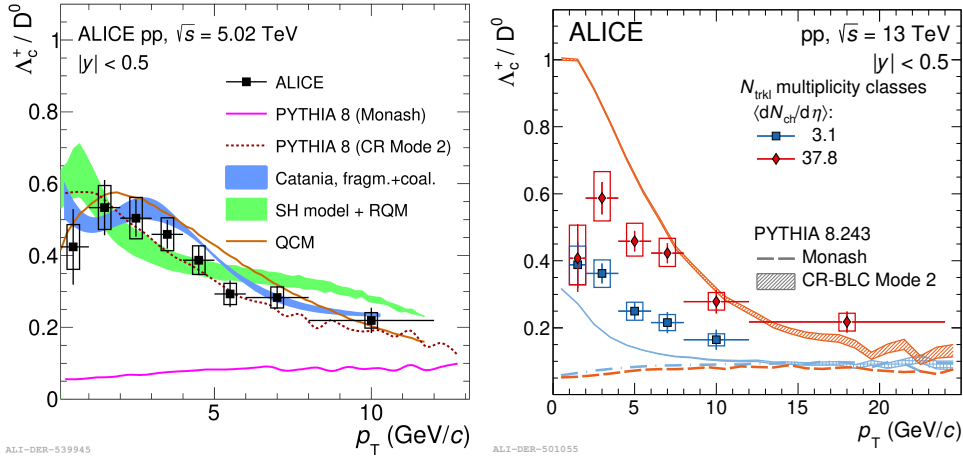 Λc+ / D0
1
0.8
0.6
0.4
0.2
0
ALICE pp, √s = 5.02 TeV
|y| < 0.5
ALICE
PYTHIA 8 (Monash)
PYTHIA 8 (CR Mode 2)
Catania, fragm.+coal.
SH model + RQM
QCM
5
10
pT (GeV/c)
ALI-DER-539945
Λc+ / D0
1
0.8
0.6
0.4
0.2
ALICE
pp, √s = 13 TeV
|y| < 0.5
Ntrkl multiplicity classes
⟨dNch/dη⟩:
3.1
37.8
PYTHIA 8.243
Monash
CR-BLC Mode 2
0
5
10
15
20
pT (GeV/c)
ALI-DER-501055